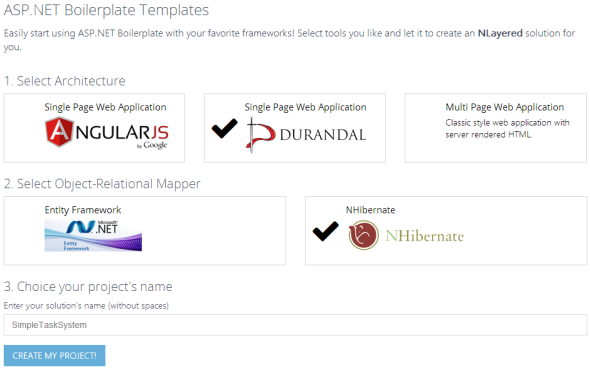 ASP.NET Boilerplate Templates
Easily start using ASP.NET Boilerplate with your favorite frameworks! Select tools you like and let it to create an NLayered solution for
you.
1. Select Architecture
Single Page Web Application
ANGULARJS
by Google
Single Page Web Application
DURANDAL
Multi Page Web Application
Classic style web application with
server rendered HTML.
2. Select Object-Relational Mapper
Entity Framework
Microsoft
.NET
Entity
Framework
NHibernate
NHibernate
3. Choice your project's name
Enter your solution's name (without spaces)
SimpleTaskSystem
CREATE MY PROJECT!